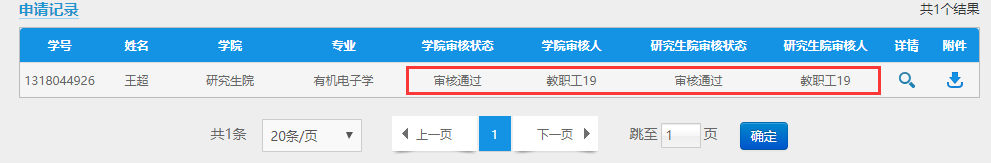 申请记录 共1个结果
学号 姓名 学院 专业 学院审核状态 学院审核人 研究生院审核状态 研究生院审核人 详情 附件
1318044926 王超 研究生院 有机电子学 审核通过 教职工19 审核通过 教职工19
共1条 20条/页 上一页 1 下一页 跳至 1 页 确定